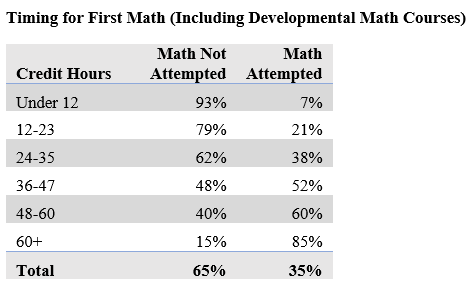 Timing for First Math (Including Developmental Math Courses)
Credit Hours Math Not Attempted Math Attempted
Under 12 93% 7%
12-23 79% 21%
24-35 62% 38%
36-47 48% 52%
48-60 40% 60%
60+ 15% 85%
Total 65% 35%